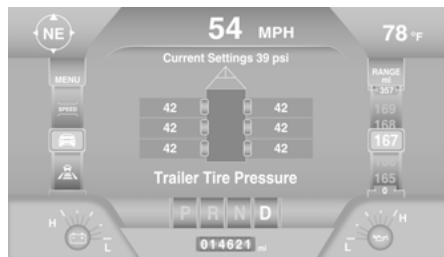 NE
54 MPH
78 °F
Current Settings 39 psi
MENU
SPEED
RANGE
mi
357
169
168
167
166
165
0
42 42
42 42
42 42
Trailer Tire Pressure
P R N D
H
L
014621 mi
H
L